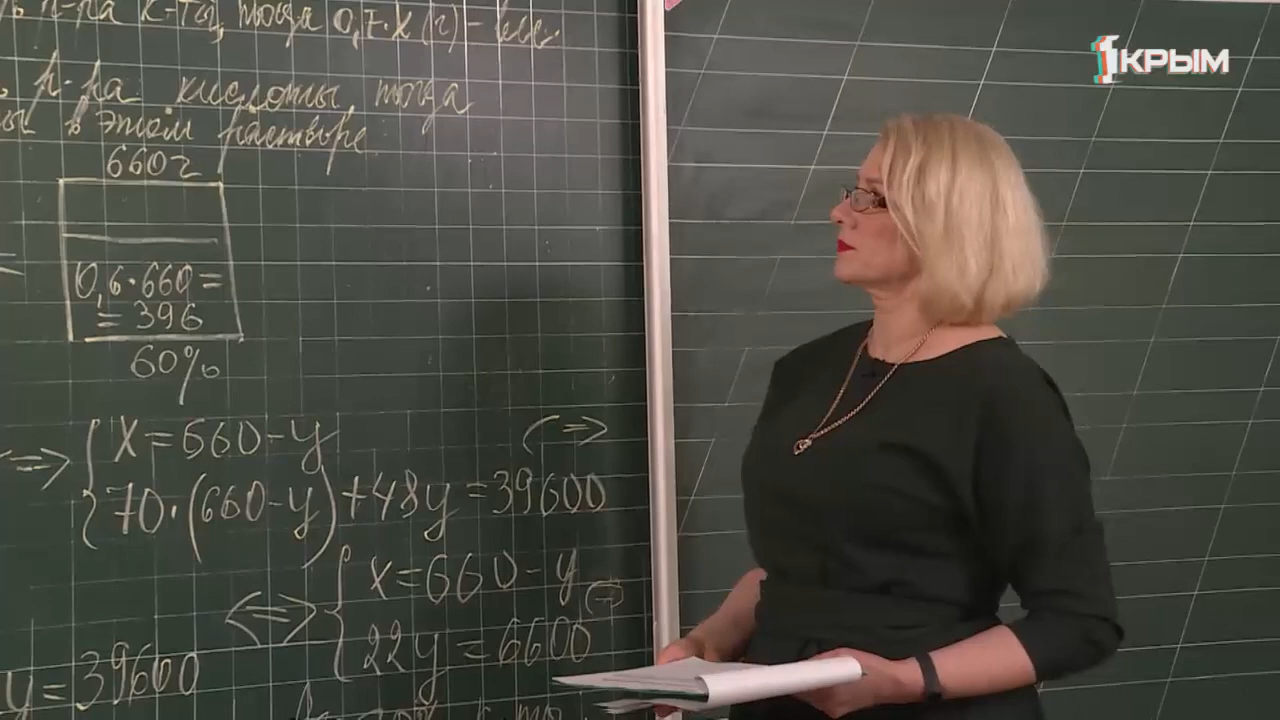 р-ра к-ты, тогда 0,7·x (г) –
р-ра кислоты, тогда
в этом растворе
660г
0,6·660 =
= 396
60%
⇔ { x = 660 – y
70·(660 – y) + 48y = 39600 ⇔
⇔ { x = 660 – y
22y = 6600 ⇔
y = 39600
1КРЫМ